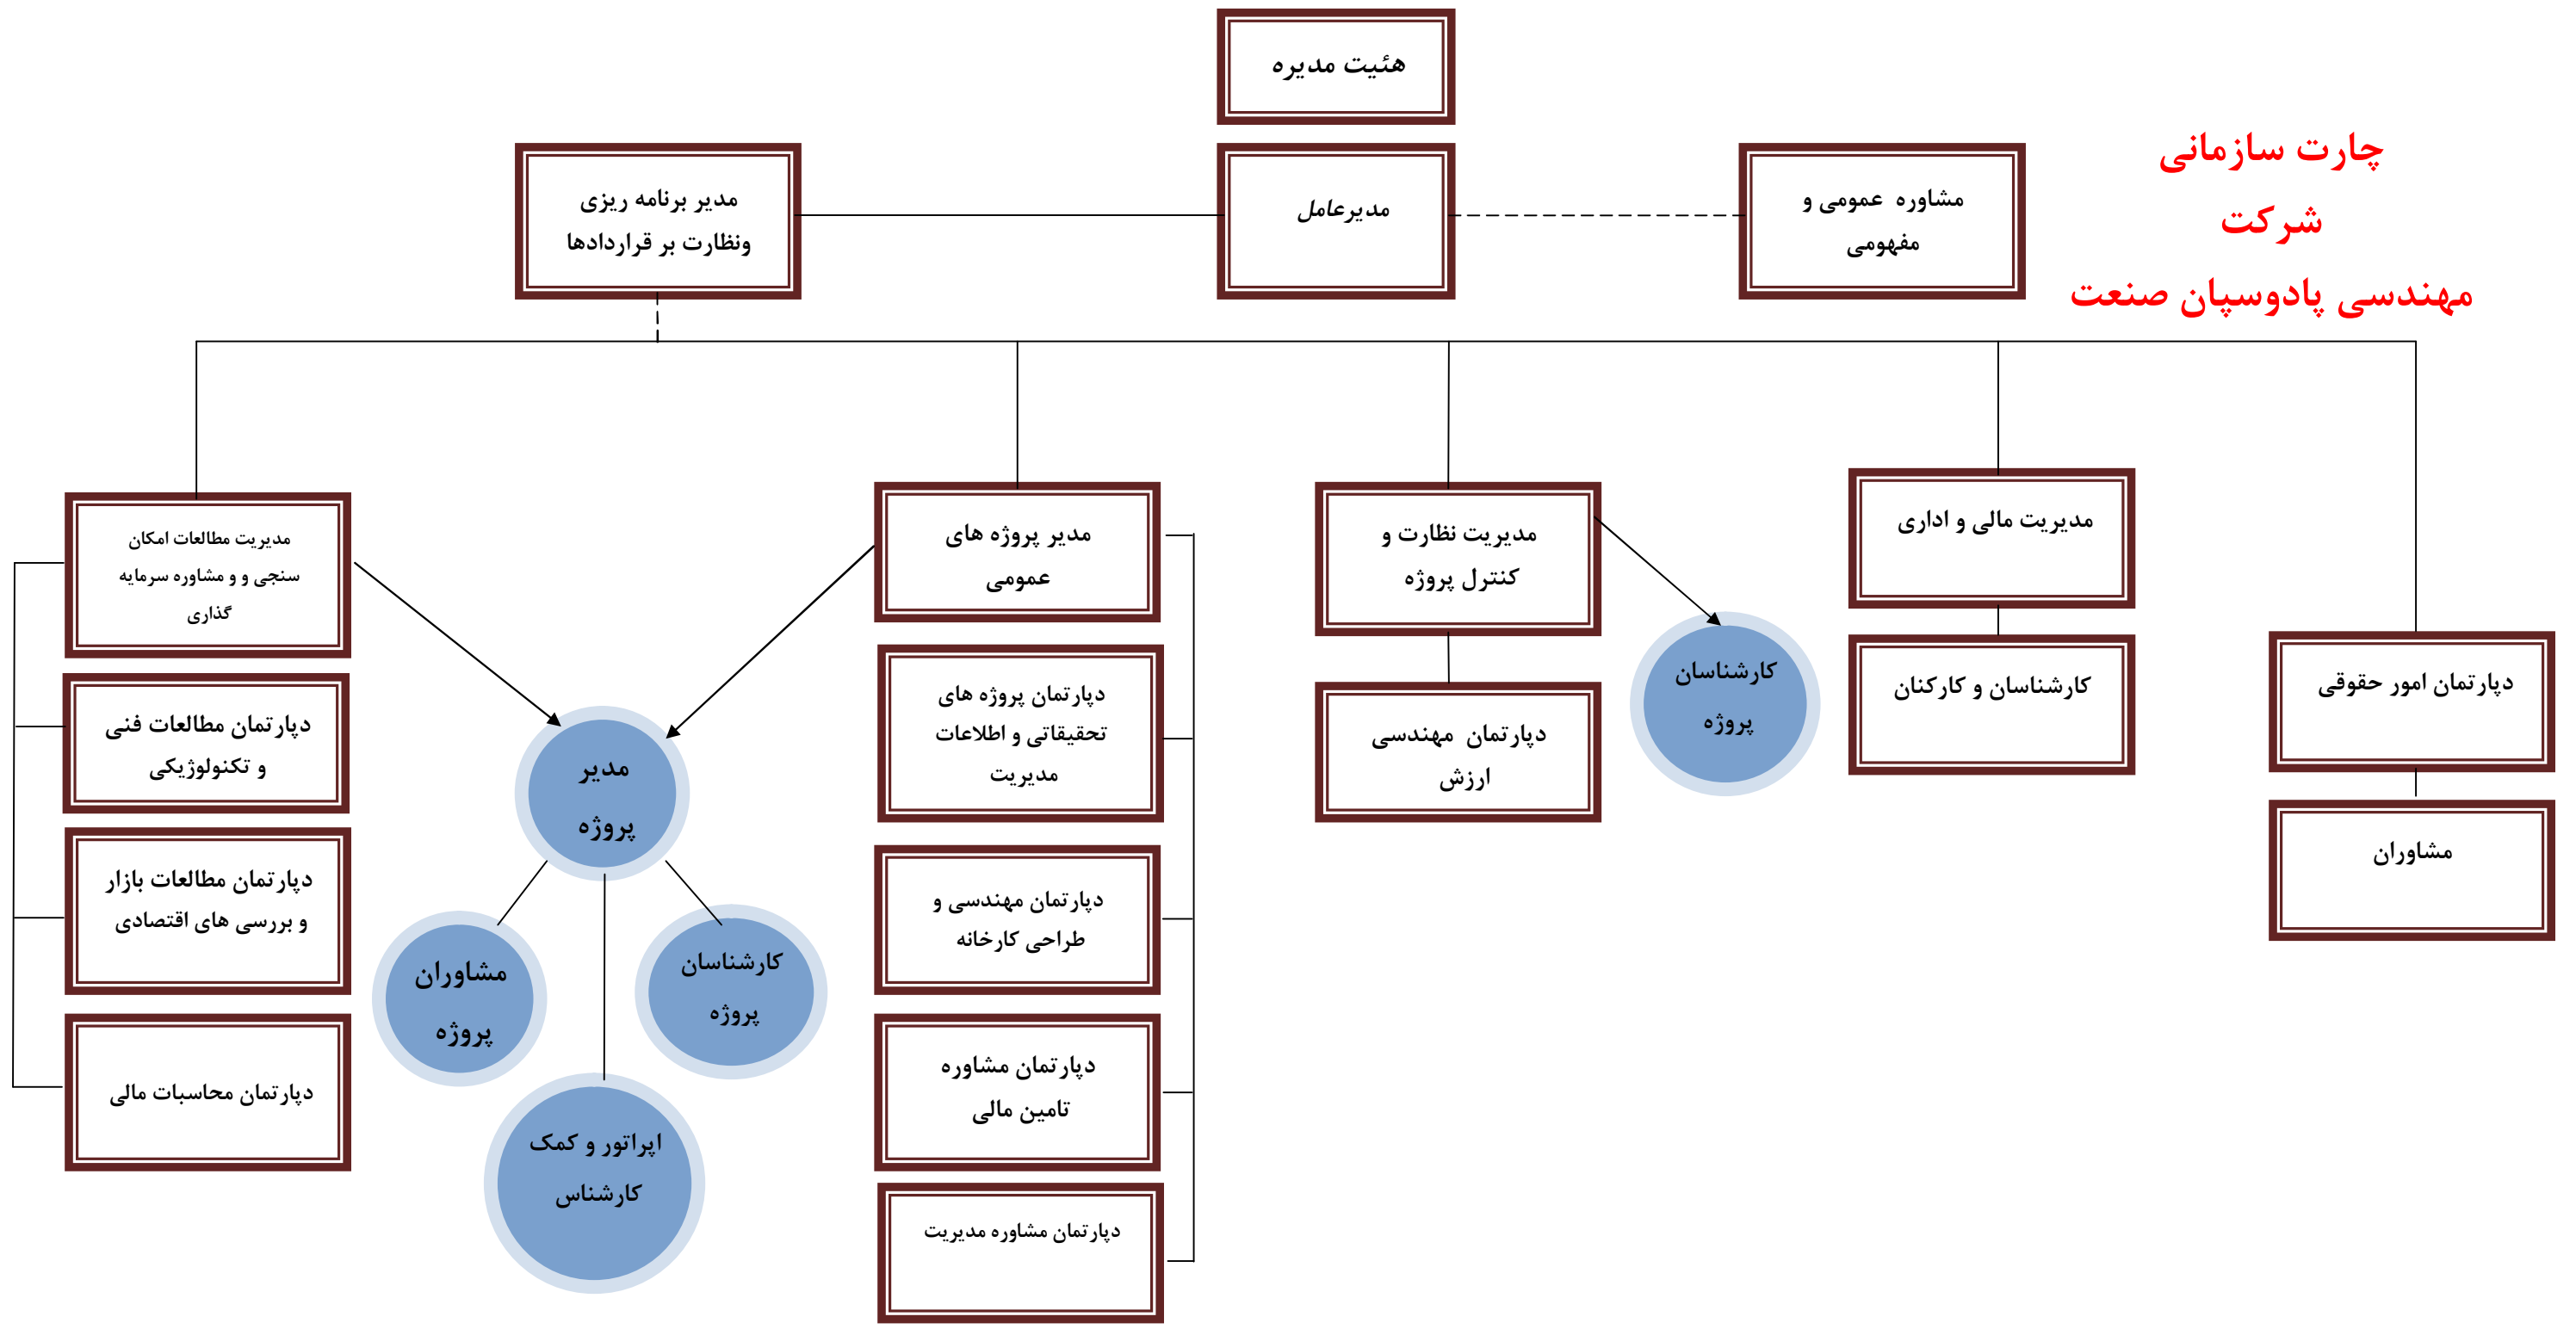 هئیت مدیره
چارت سازمانی
شرکت
مهندسی پادوسپان صنعت
مشاوره عمومی و
مفهومی
مدیرعامل
مدیر برنامه ریزی
ونظارت بر قراردادها
دپارتمان امور حقوقی
مشاوران
مدیریت مالی و اداری
کارشناسان و کارکنان
مدیریت نظارت و
کنترل پروژه
کارشناسان
پروژه
دپارتمان مهندسی
ارزش
مدیر پروژه های
عمومی
دپارتمان پروژه های
تحقیقاتی و اطلاعات
مدیریت
دپارتمان مهندسی و
طراحی کارخانه
دپارتمان مشاوره
تامین مالی
دپارتمان مشاوره مدیریت
مدیر
پروژه
کارشناسان
پروژه
مشاوران
پروژه
اپراتور و کمک
کارشناس
مدیریت مطالعات امکان
سنجی و و مشاوره سرمایه
گذاری
دپارتمان مطالعات فنی
و تکنولوژیکی
دپارتمان مطالعات بازار
و بررسی های اقتصادی
دپارتمان محاسبات مالی